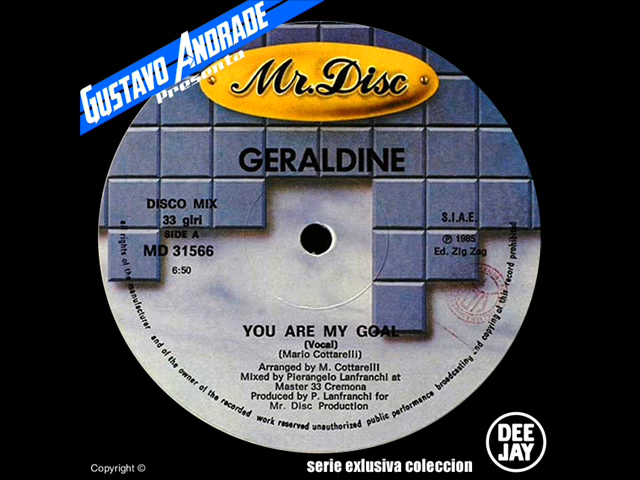 GUSTAVO ANDRADE
Presenta
Mr. Disc
GERALDINE
DISCO MIX
33 giri
SIDE A
MD 31566
6:50
S.I.A.E.
℗ 1985
Ed. Zig Zag
YOU ARE MY GOAL
(Vocal)
(Mario Cottarelli)
Arranged by M. Cottarelli
Mixed by Pierangelo Lanfranchi at
Master 33 Cremona
Produced by P. Lanfranchi for
Mr. Disc Production
all rights of the manufacturer and of the owner of the recorded work reserved unauthorized public performance broadcasting and copying of this record prohibited
DEE
JAY
Copyright ©
serie exlusiva coleccion